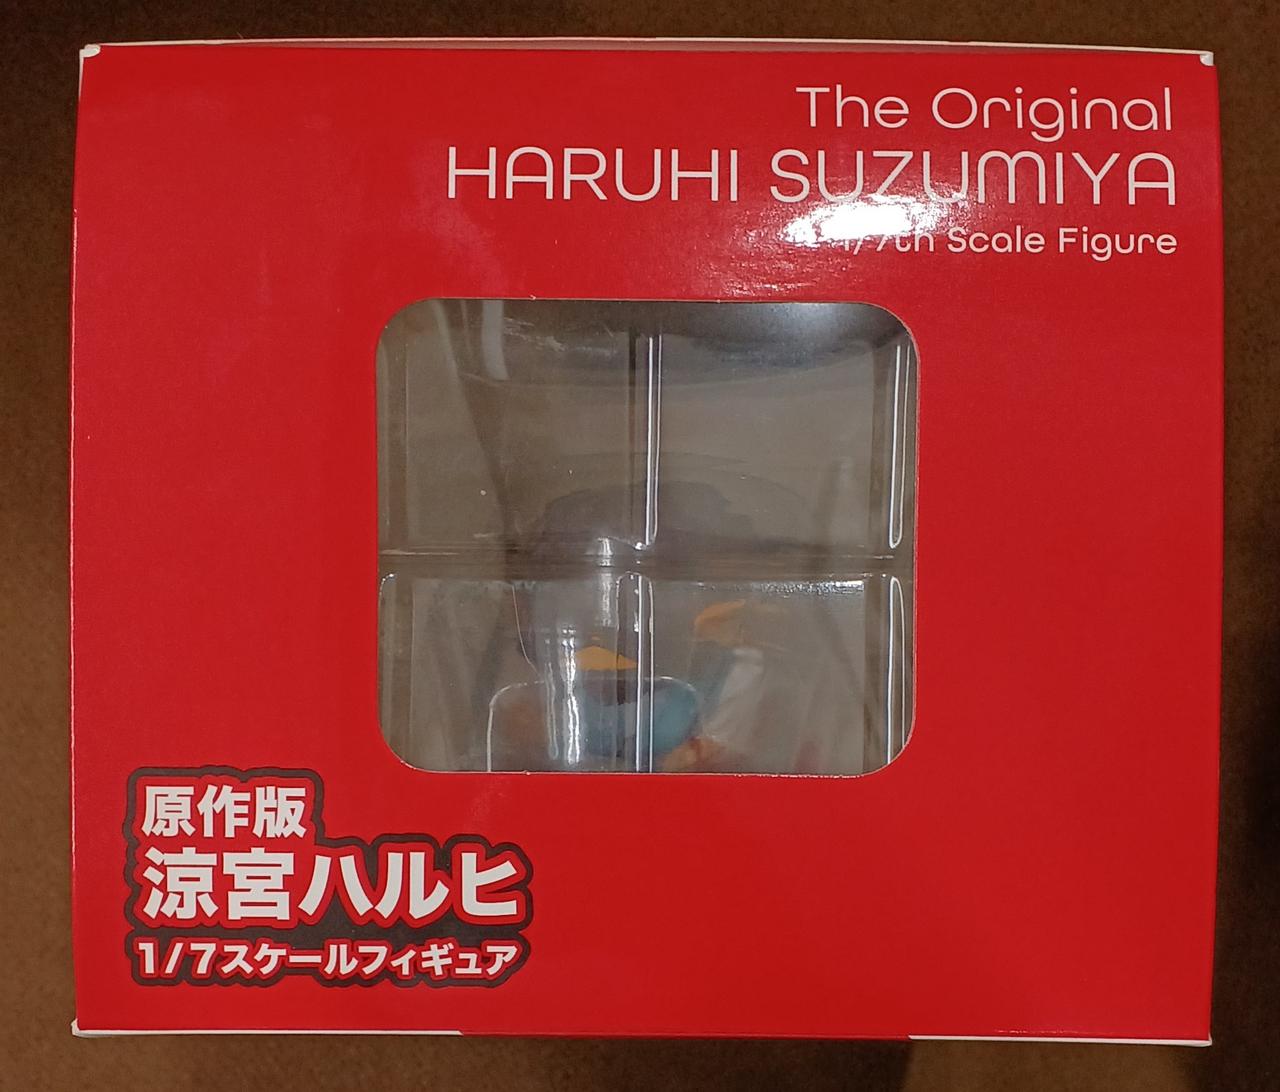 The Original
HARUHI SUZUMIYA
1/7th Scale Figure
原作版
涼宮ハルヒ
1/7スケールフィギュア